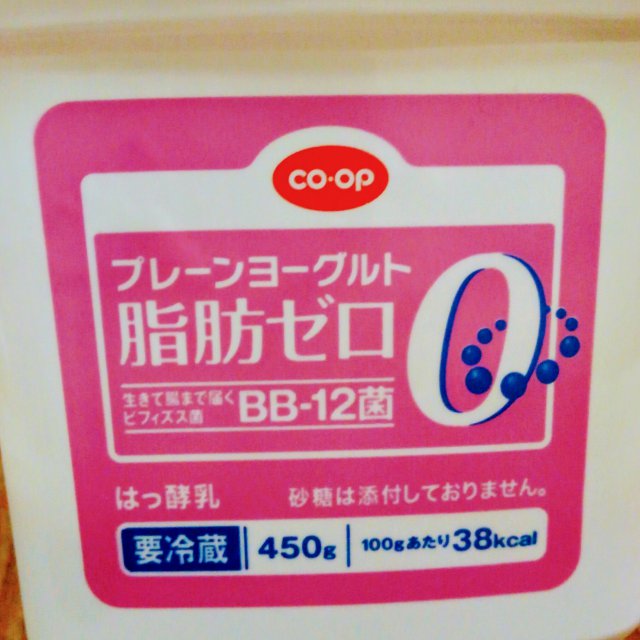 CO·OP
プレーンヨーグルト
脂肪ゼロ
0
生きて腸まで届く
ビフィズス菌
BB-12菌
はっ酵乳
砂糖は添付しておりません。
要冷蔵
450g
100gあたり38kcal